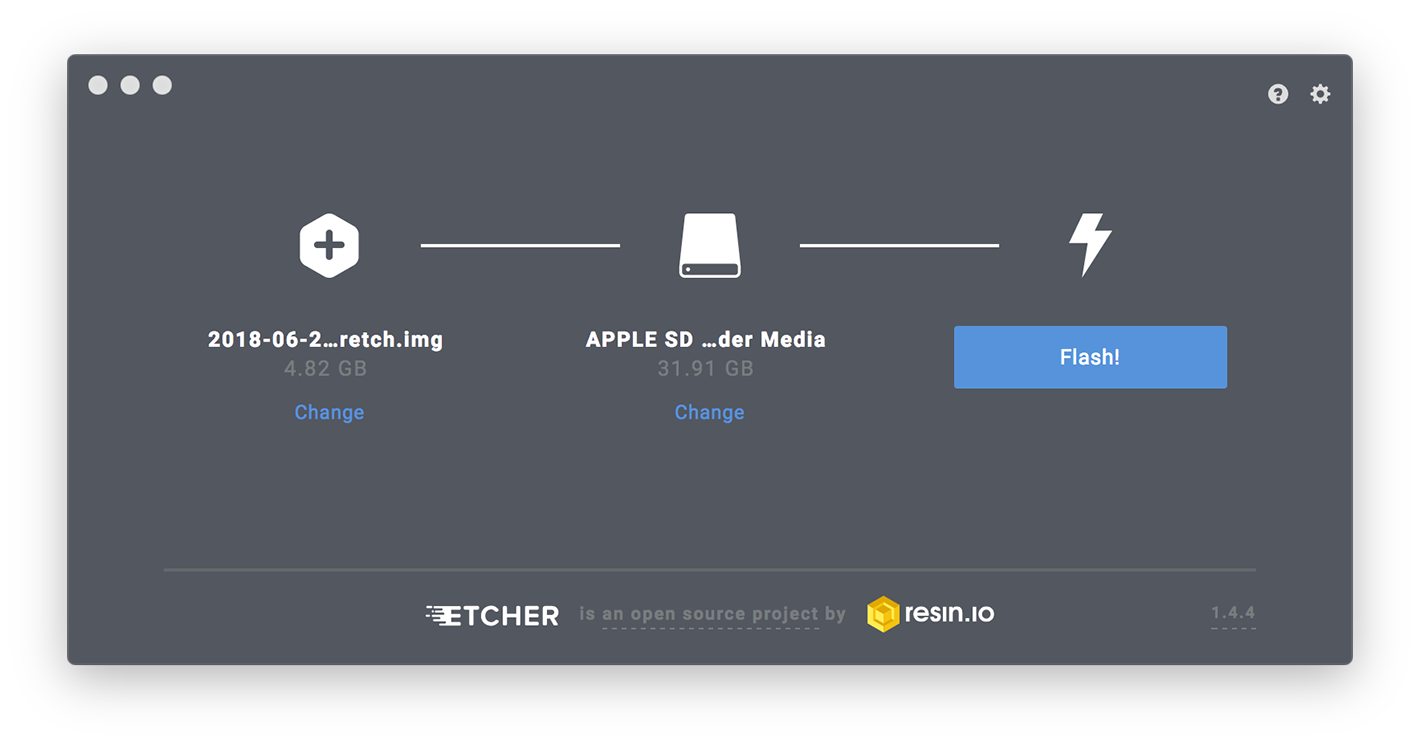 2018-06-2...retch.img
4.82 GB
Change
APPLE SD ...der Media
31.91 GB
Change
Flash!
ETCHER is an open source project by resin.io
1.4.4